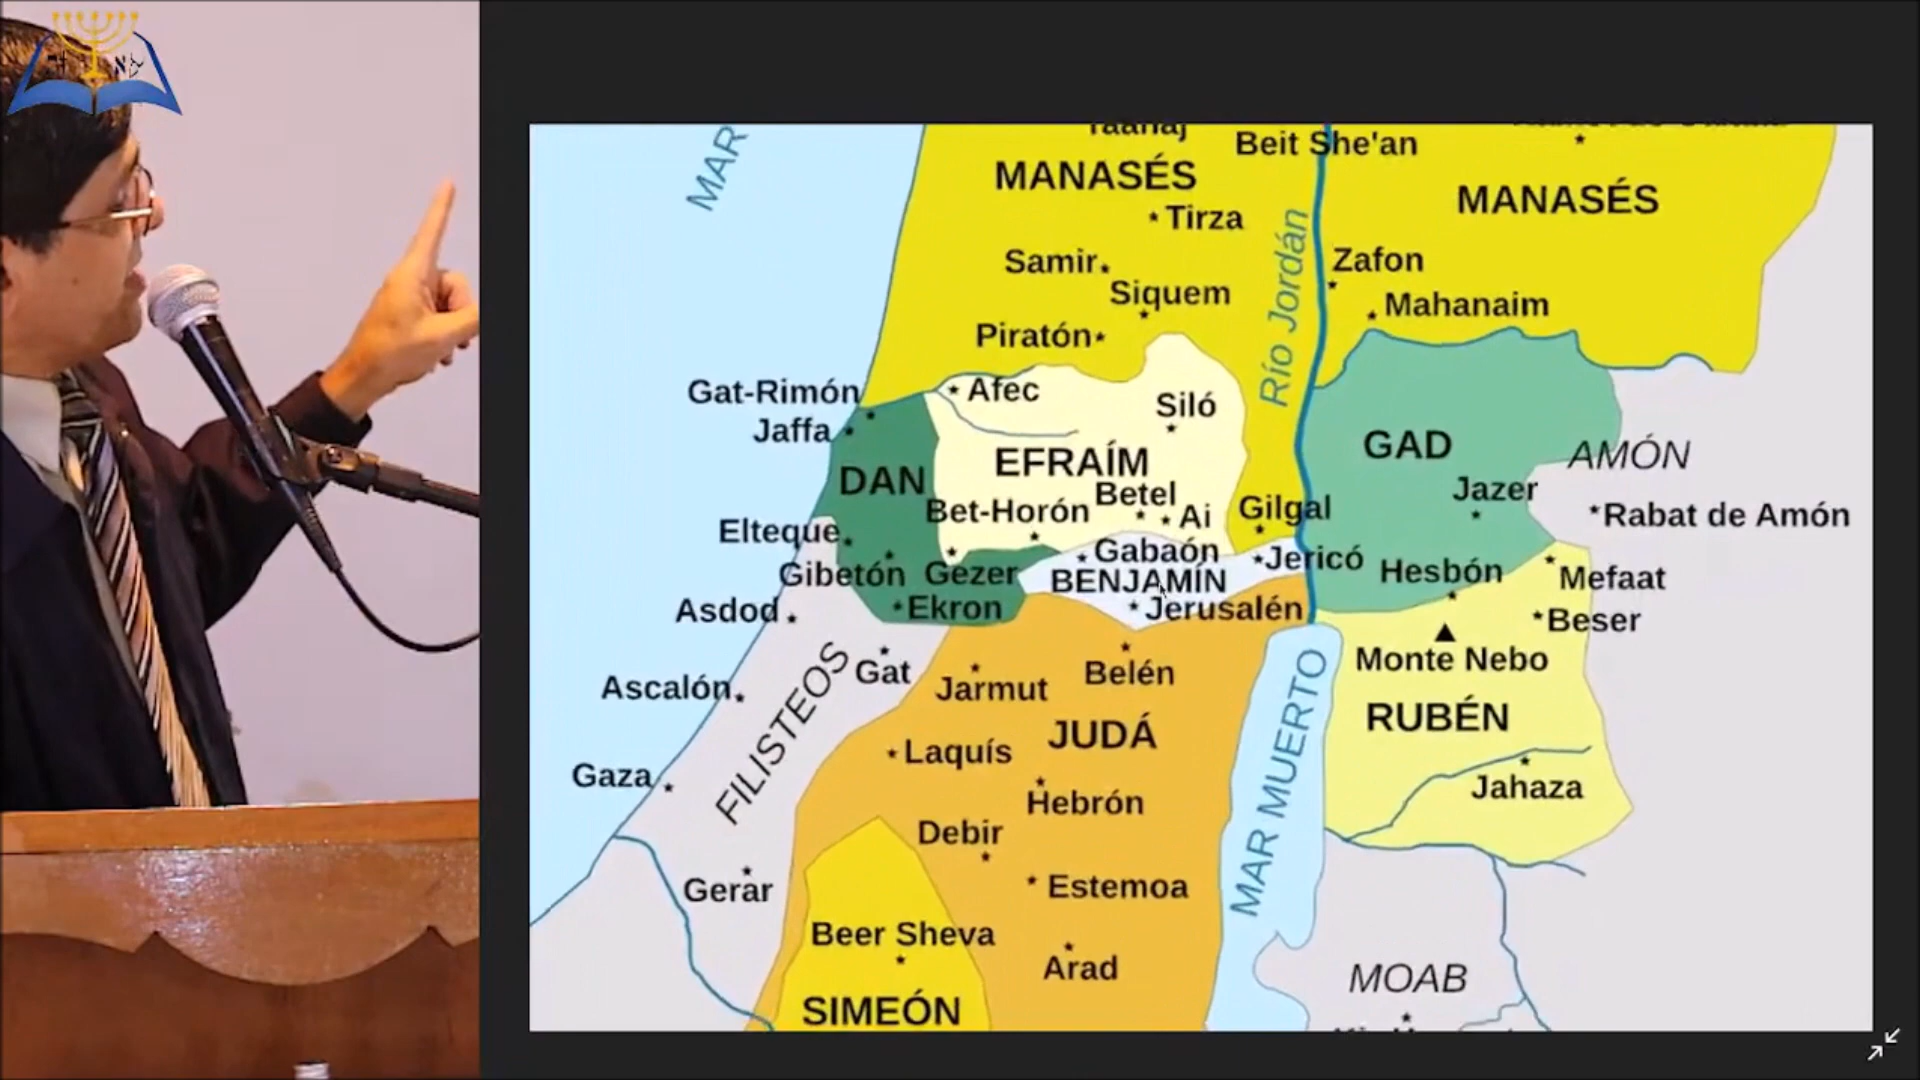 MAR
Taanaj
Beit She'an
MANASÉS
MANASÉS
Tirza
Río Jordán
Samir
Zafon
Siquem
Mahanaim
Piratón
Gat-Rimón
Afec
Siló
Jaffa
EFRAÍM
GAD
AMÓN
DAN
Betel
Jazer
Bet-Horón
Ai
Gilgal
Rabat de Amón
Elteque
Gabaón
Jericó
Gibetón
Gezer
BENJAMÍN
Hesbón
Mefaat
Asdod
Ekron
Jerusalén
Beser
Monte Nebo
Gat
Belén
Ascalón
Jarmut
FILISTEOS
JUDÁ
MAR MUERTO
RUBÉN
Laquís
Gaza
Hebrón
Jahaza
Debir
Gerar
Estemoa
Beer Sheva
Arad
MOAB
SIMEÓN